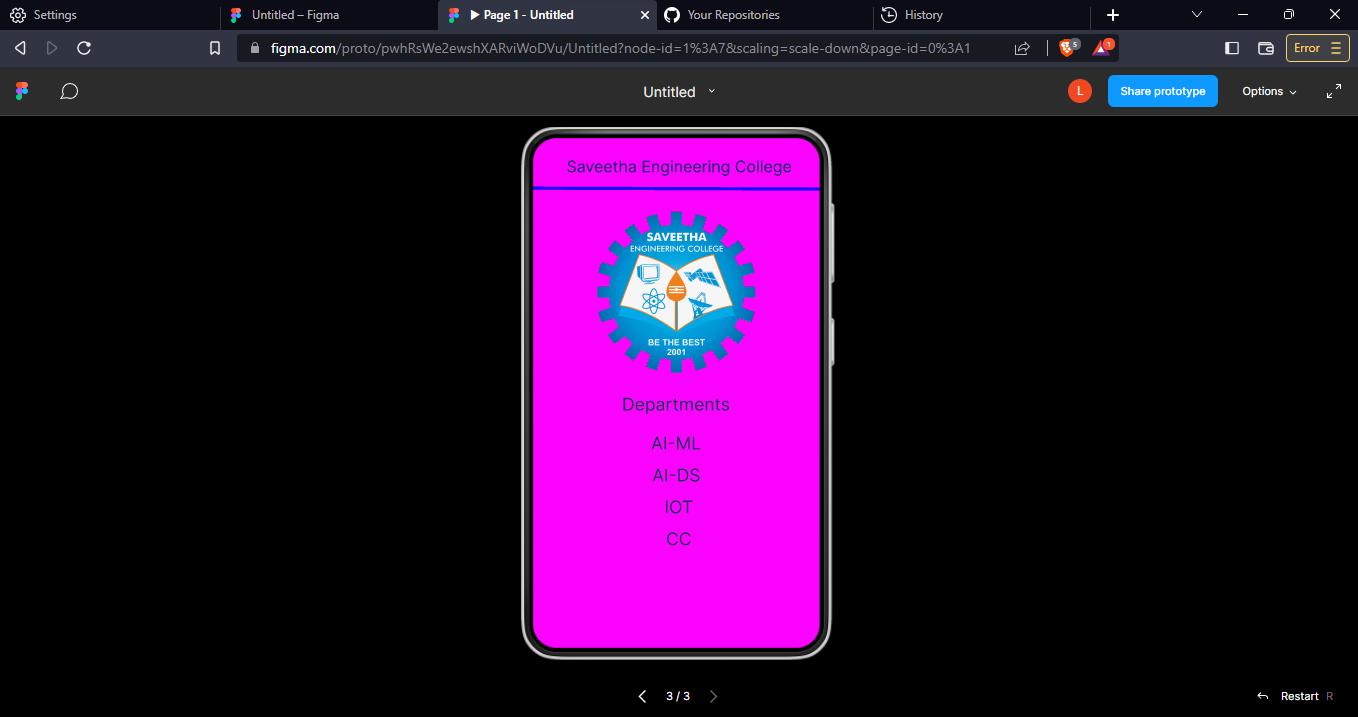 Settings
Untitled – Figma
Page 1 - Untitled
Your Repositories
History
figma.com/proto/pwhRsWe2ewshXARviWoDVu/Untitled?node-id=1%3A7&scaling=scale-down&page-id=0%3A1
5
1
Error
Untitled
L
Share prototype
Options
Saveetha Engineering College
SAVEETHA
ENGINEERING COLLEGE
BE THE BEST
2001
Departments
AI-ML
AI-DS
IOT
CC
3 / 3
Restart R